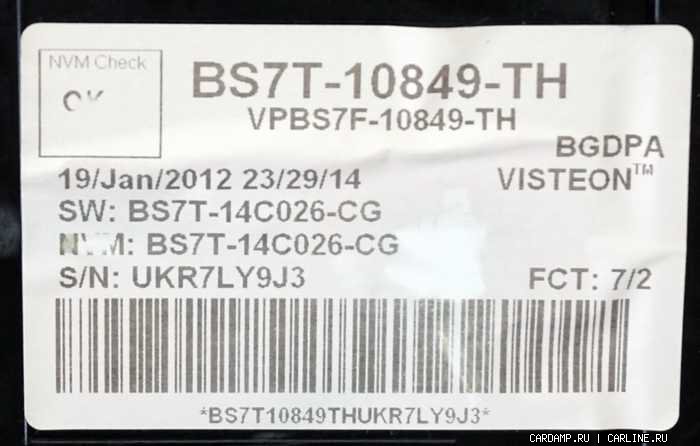 NVM Check
OK
BS7T-10849-TH
VPBS7F-10849-TH
BGDPA
19/Jan/2012 23/29/14
VISTEON™
SW: BS7T-14C026-CG
NVM: BS7T-14C026-CG
S/N: UKR7LY9J3
FCT: 7/2
*BS7T10849THUKR7LY9J3*
CARDAMP.RU | CARLINE.RU